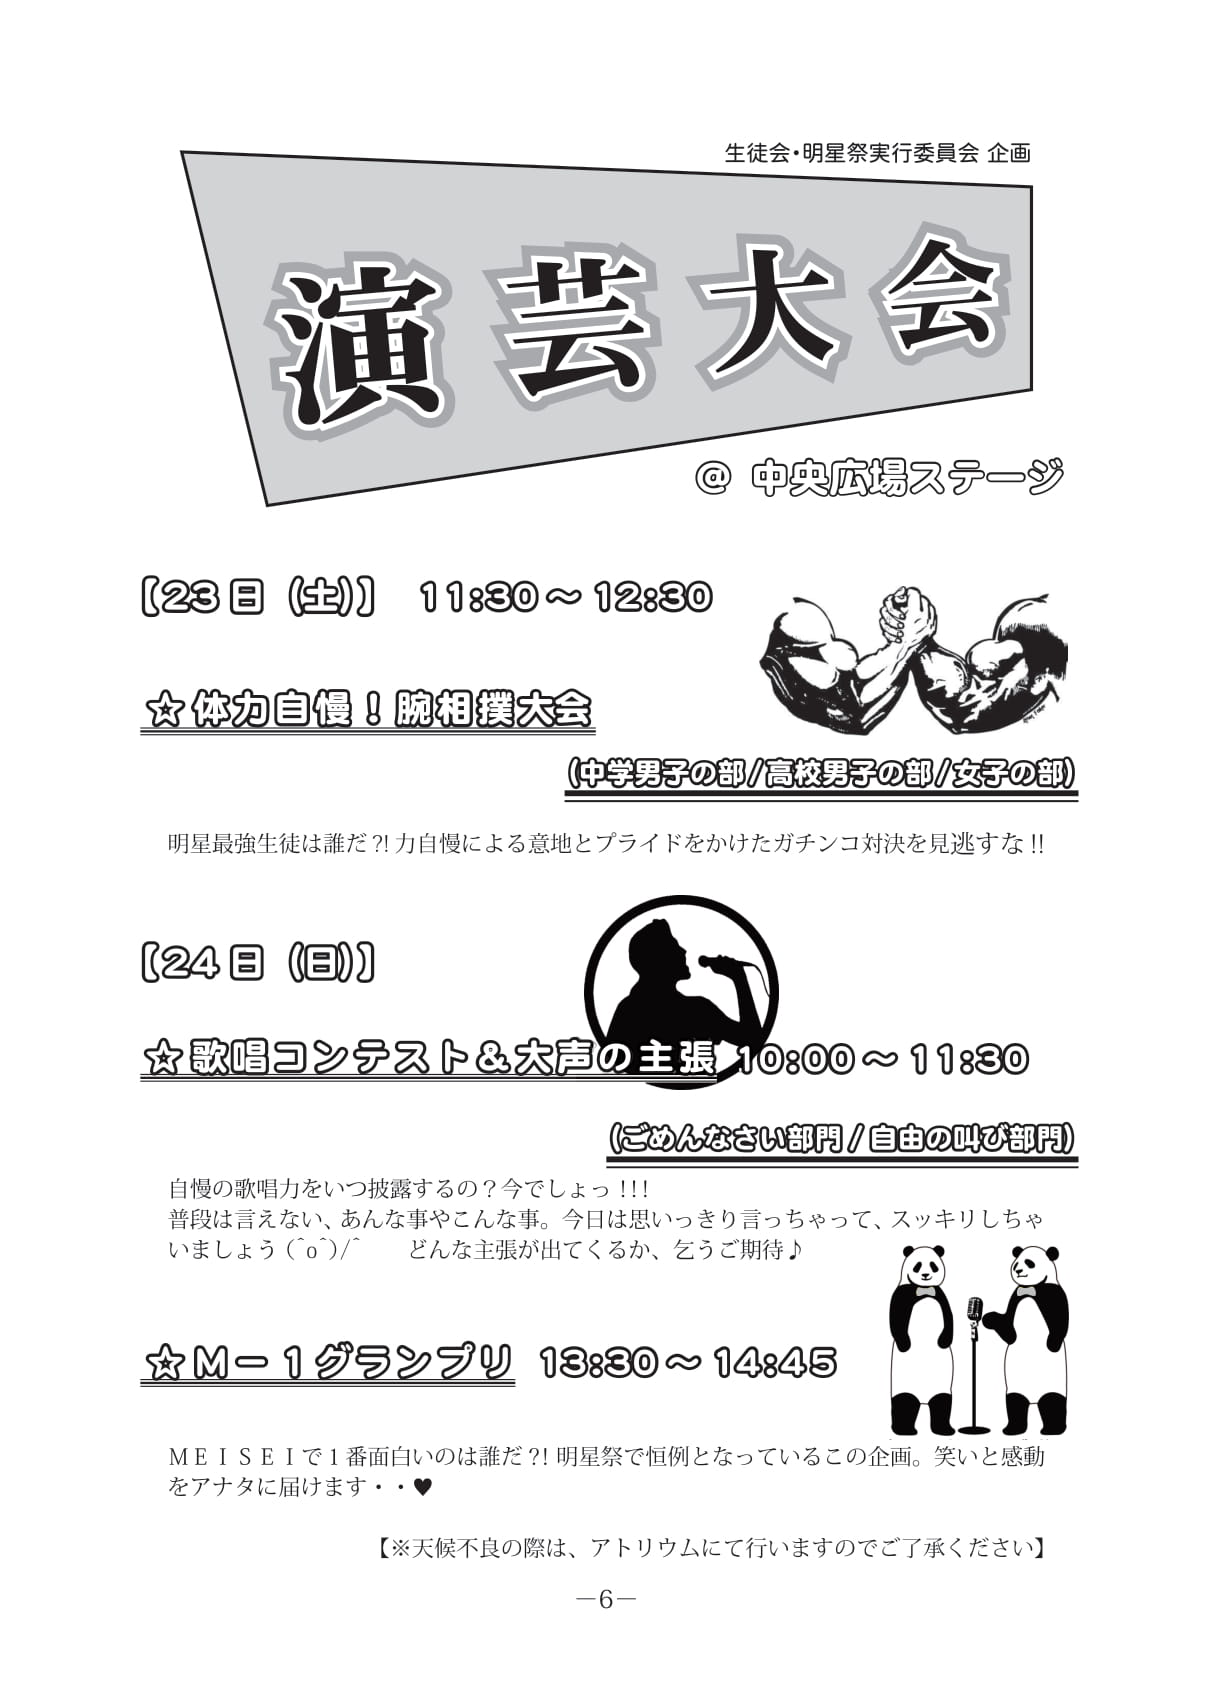 生徒会・明星祭実行委員会 企画
演芸大会
@ 中央広場ステージ
【23日(土)】 11:30～12:30
☆体力自慢!腕相撲大会
(中学男子の部/高校男子の部/女子の部)
明星最強生徒は誰だ?!力自慢による意地とプライドをかけたガチンコ対決を見逃すな!!
【24日(日)】
☆歌唱コンテスト&大声の主張 10:00～11:30
(ごめんなさい部門/自由の叫び部門)
自慢の歌唱力をいつ披露するの?今でしょっ!!!
普段は言えない、あんな事やこんな事。今日は思いっきり言っちゃって、スッキリしちゃ
いましょう(^o^)/^ どんな主張が出てくるか、乞うご期待♪
☆M－1グランプリ 13:30～14:45
ＭＥＩＳＥＩで１番面白いのは誰だ?!明星祭で恒例となっているこの企画。笑いと感動
をアナタに届けます・・♥
【※天候不良の際は、アトリウムにて行いますのでご了承ください】
－6－